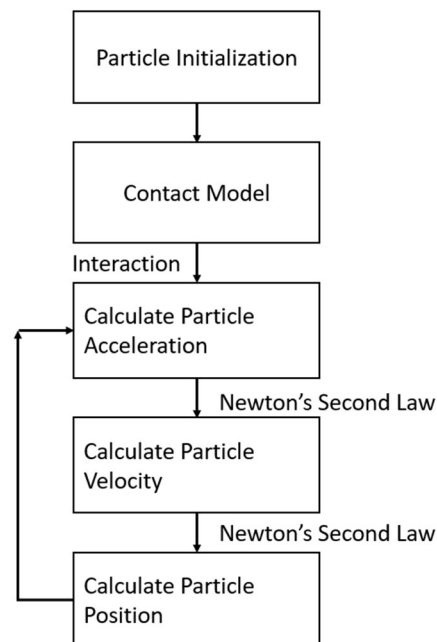 Particle Initialization
Contact Model
Interaction
Calculate Particle
Acceleration
Newton's Second Law
Calculate Particle
Velocity
Newton's Second Law
Calculate Particle
Position